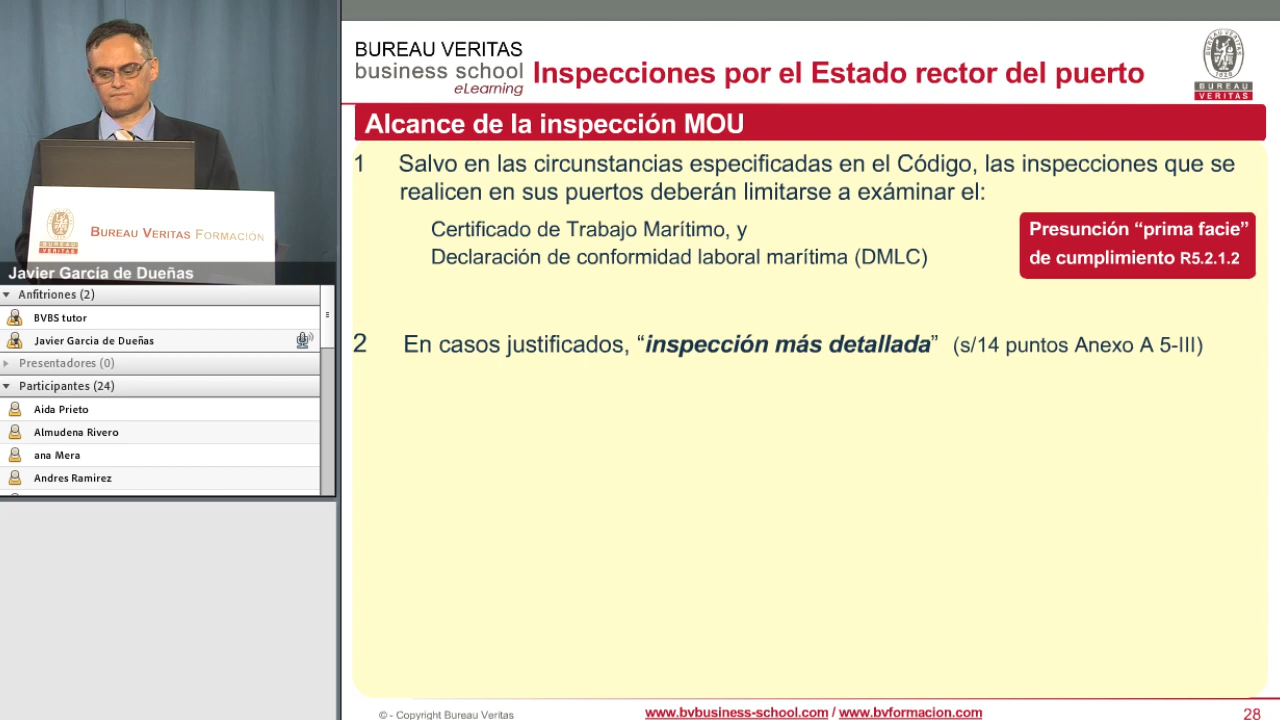 BUREAU VERITAS
business school
eLearning
Inspecciones por el Estado rector del puerto
BUREAU
VERITAS
Alcance de la inspección MOU
1 Salvo en las circunstancias especificadas en el Código, las inspecciones que se
realicen en sus puertos deberán limitarse a exáminar el:
Certificado de Trabajo Marítimo, y
Declaración de conformidad laboral marítima (DMLC)
Presunción “prima facie”
de cumplimiento R5.2.1.2
2 En casos justificados, “inspección más detallada” (s/14 puntos Anexo A 5-III)
© - Copyright Bureau Veritas
www.bvbusiness-school.com / www.bvformacion.com
28
BUREAU
VERITAS
BUREAU VERITAS FORMACIÓN
Javier García de Dueñas
Anfitriones (2)
BVBS tutor
Javier Garcia de Dueñas
Presentadores (0)
Participantes (24)
Aida Prieto
Almudena Rivero
ana Mera
Andres Ramirez